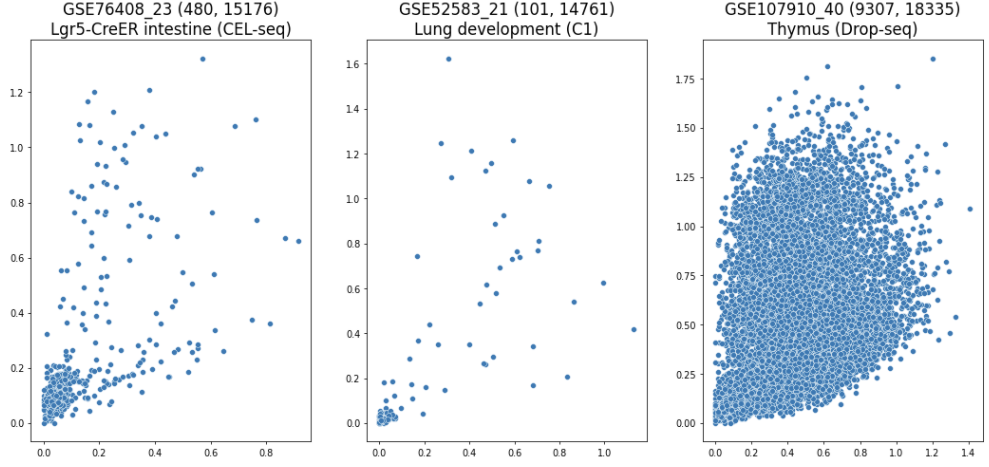 GSE76408_23 (480, 15176)
Lgr5-CreER intestine (CEL-seq)
1.2
1.0
0.8
0.6
0.4
0.2
0.0
0.0 0.2 0.4 0.6 0.8
GSE52583_21 (101, 14761)
Lung development (C1)
1.6
1.4
1.2
1.0
0.8
0.6
0.4
0.2
0.0
0.0 0.2 0.4 0.6 0.8 1.0
GSE107910_40 (9307, 18335)
Thymus (Drop-seq)
1.75
1.50
1.25
1.00
0.75
0.50
0.25
0.00
0.0 0.2 0.4 0.6 0.8 1.0 1.2 1.4